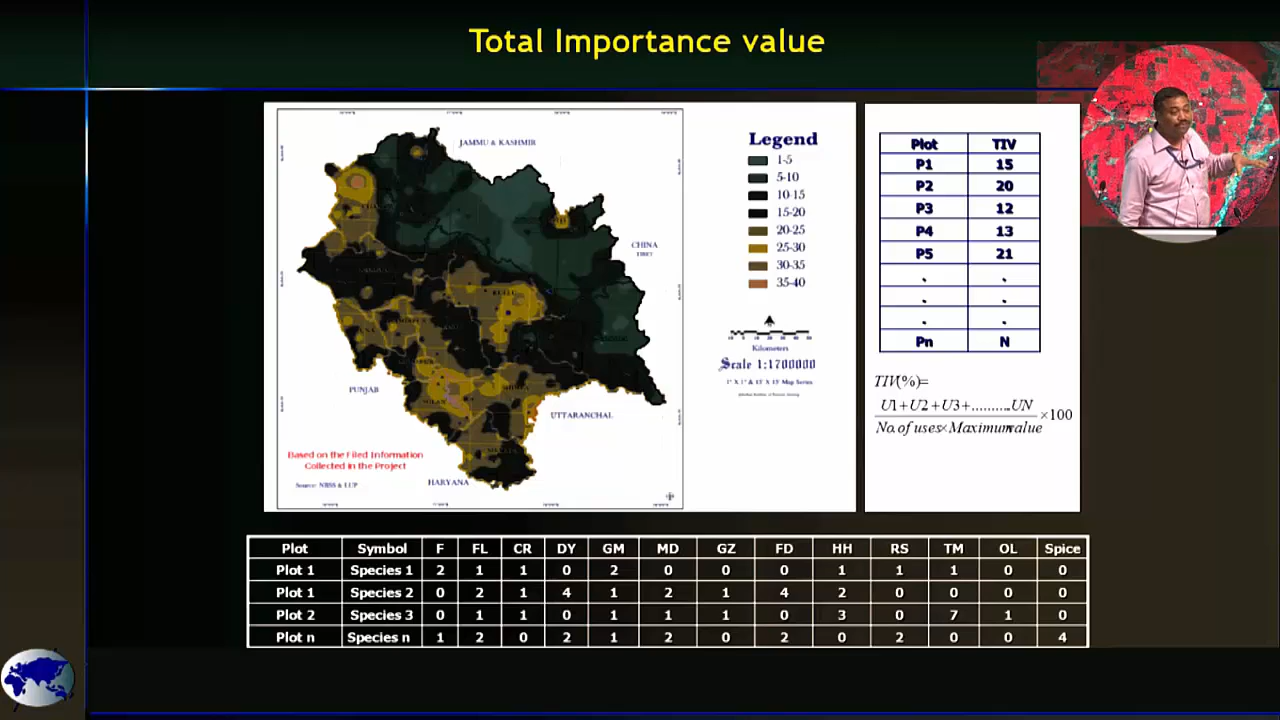 Total Importance value
JAMMU & KASHMIR
CHINA
TIBET
PUNJAB
UTTARANCHAL
HARYANA
Based on the Filed Information
Collected in the Project
Source: NBSS & LUP
Legend
1-5
5-10
10-15
15-20
20-25
25-30
30-35
35-40
Kilometers
Scale 1:1700000
Plot TIV
P1 15
P2 20
P3 12
P4 13
P5 21
. .
. .
. .
Pn N
TIV(%)=
U1+U2+U3+.........UN
No. of uses×Maximum value
×100
Plot Symbol F FL CR DY GM MD GZ FD HH RS TM OL Spice
Plot 1 Species 1 2 1 1 0 2 0 0 0 1 1 1 0 0
Plot 1 Species 2 0 2 1 4 1 2 1 4 2 0 0 0 0
Plot 2 Species 3 0 1 1 0 1 1 1 0 3 0 7 1 0
Plot n Species n 1 2 0 2 1 2 0 2 0 2 0 0 4